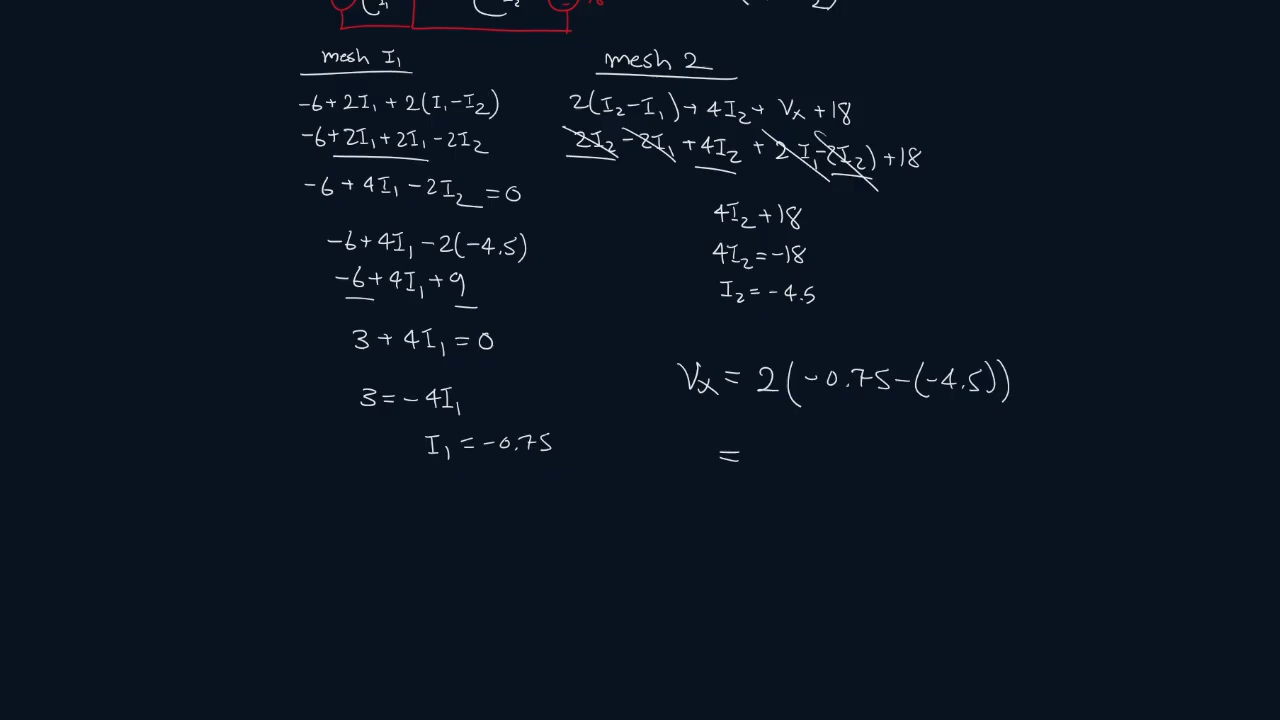 I₁
mesh I₁
-6+2I₁+2(I₁-I₂)
-6+2I₁+2I₁-2I₂
-6+4I₁-2I₂=0
-6+4I₁-2(-4.5)
-6+4I₁+9
3+4I₁=0
3=-4I₁
I₁=-0.75
mesh 2
2(I₂-I₁)+4I₂+Vx+18
2I₂-2I₁+4I₂+2I₁-2I₂)+18
4I₂+18
4I₂=-18
I₂=-4.5
Vx=2(-0.75-(-4.5))
=